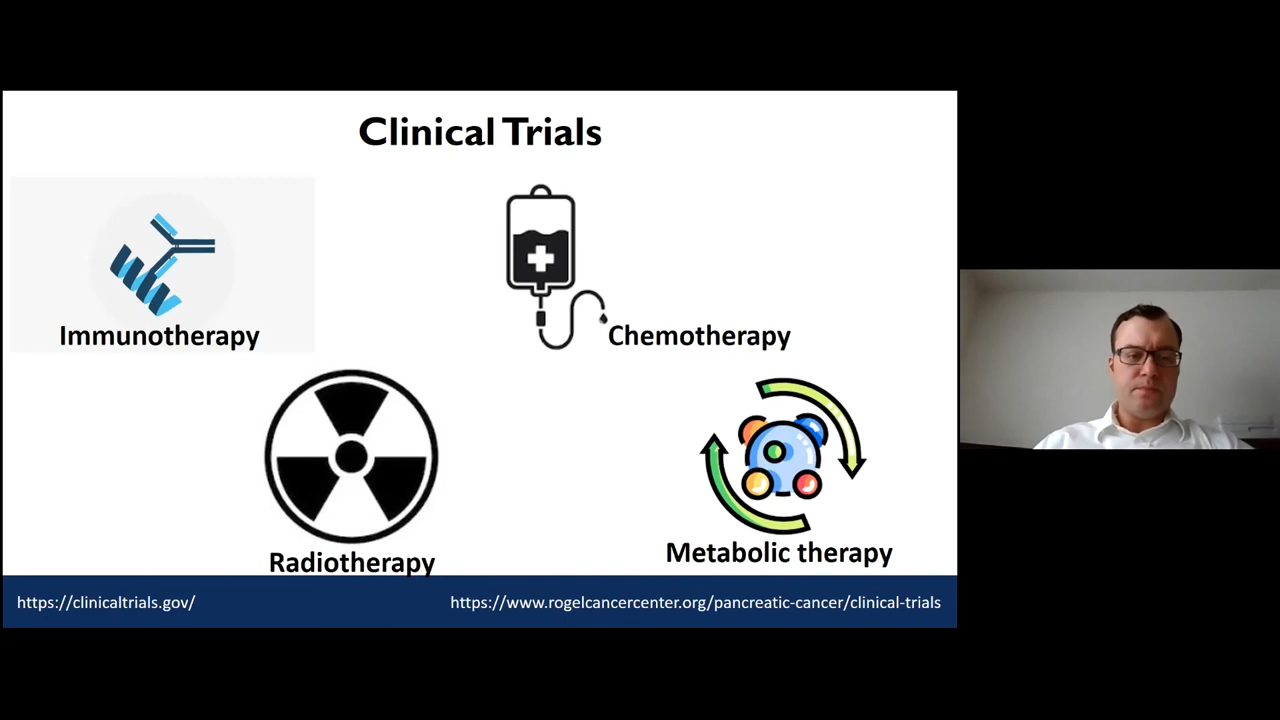 Clinical Trials
Immunotherapy
Chemotherapy
Radiotherapy
Metabolic therapy
https://clinicaltrials.gov/
https://www.rogelcancercenter.org/pancreatic-cancer/clinical-trials